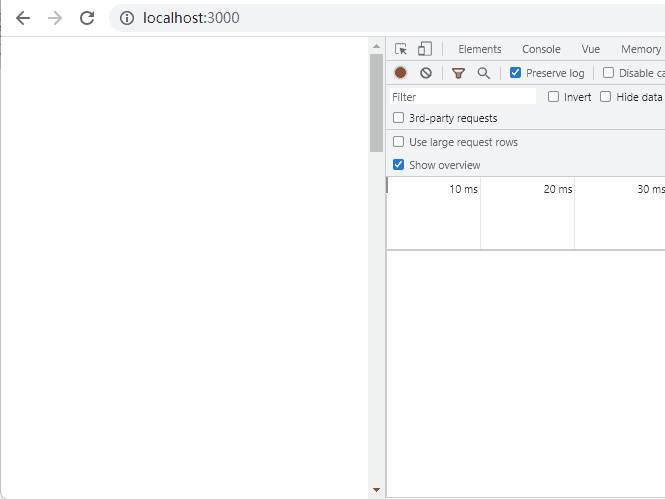 localhost:3000
Elements Console Vue Memory
Preserve log Disable ca
Filter Invert Hide data
3rd-party requests
Use large request rows
Show overview
10 ms 20 ms 30 ms